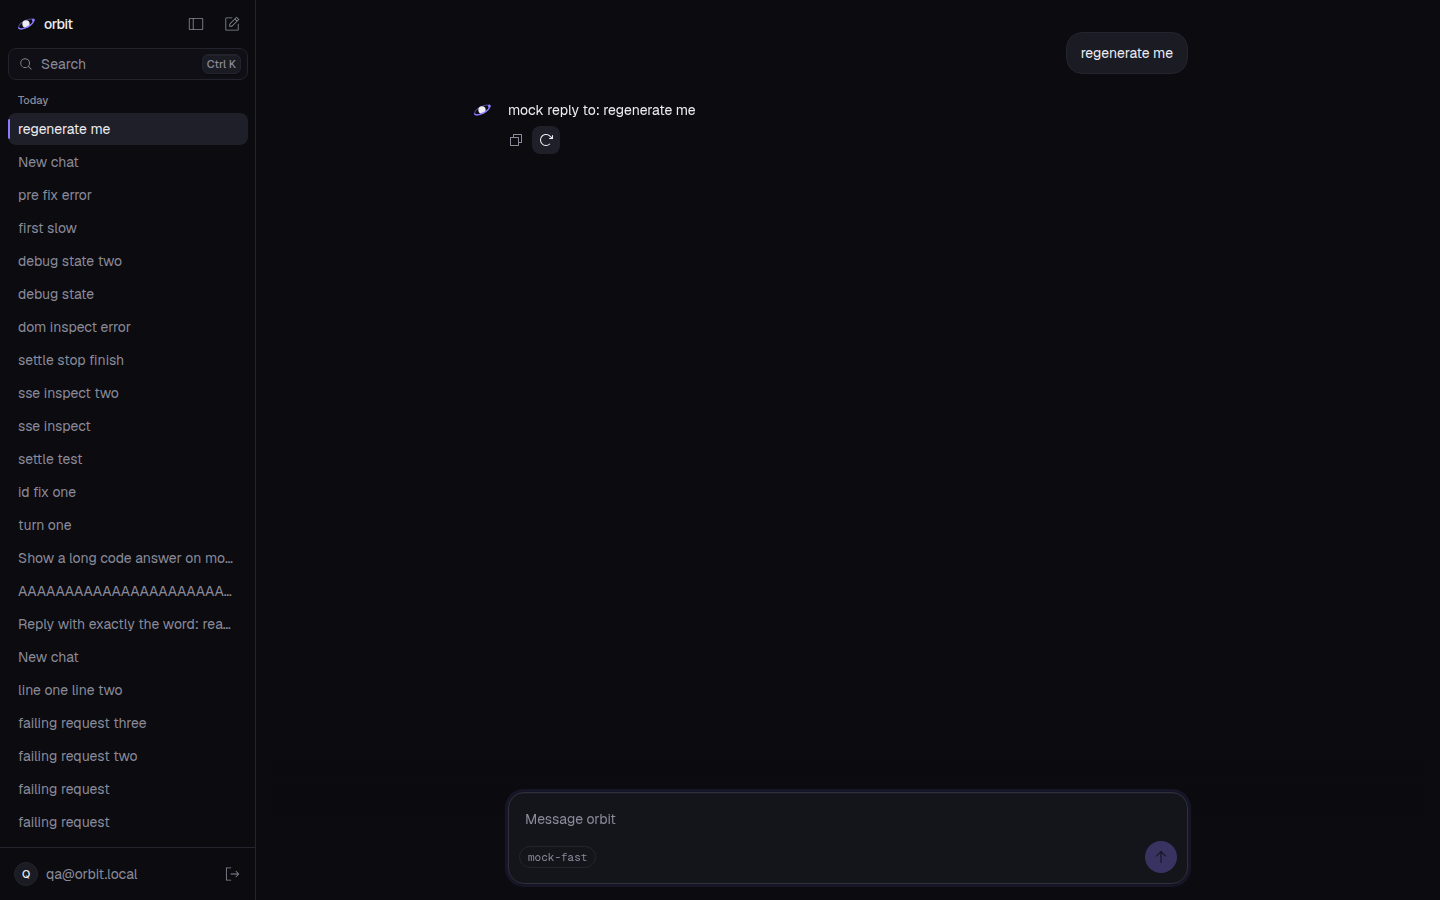 orbit
Search
Ctrl K
Today
regenerate me
New chat
pre fix error
first slow
debug state two
debug state
dom inspect error
settle stop finish
sse inspect two
sse inspect
settle test
id fix one
turn one
Show a long code answer on mo...
AAAAAAAAAAAAAAAAAAAAAAA...
Reply with exactly the word: rea...
New chat
line one line two
failing request three
failing request two
failing request
failing request
Q
qa@orbit.local
regenerate me
mock reply to: regenerate me
Message orbit
mock-fast